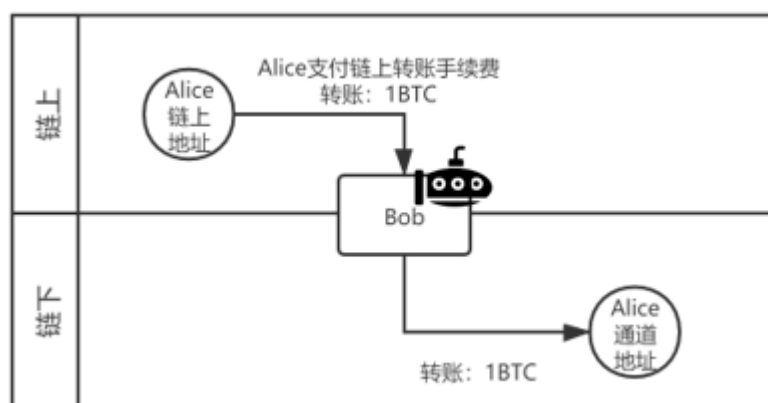 链上
Alice
链上
地址
Alice支付链上转账手续费
转账：1BTC
Bob
链下
Alice
通道
地址
转账：1BTC